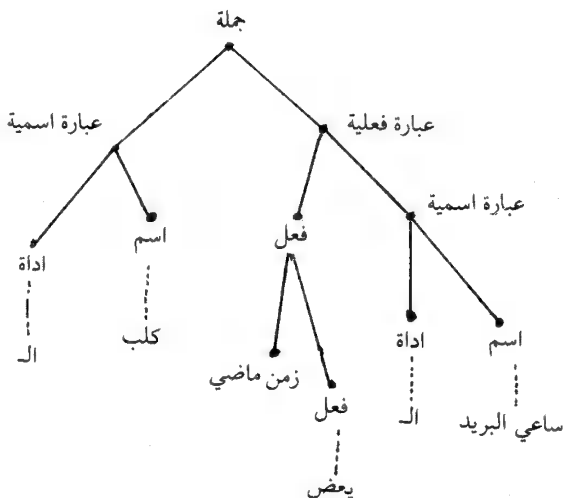 جملة
عبارة فعلية
عبارة اسمية
عبارة اسمية
فعل
اسم
اداة
اسم
اداة
زمن ماضي
كلب
الـ
فعل
ساعي البريد
الـ
يعض